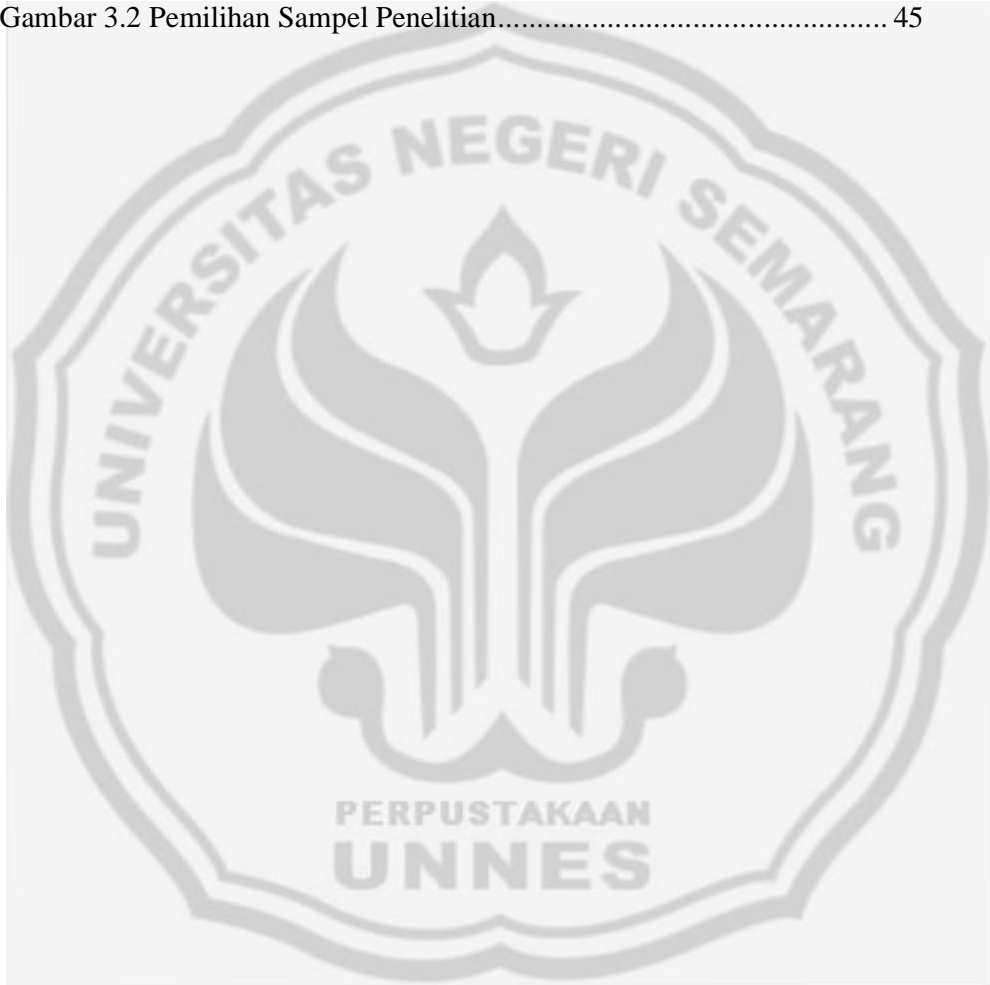 Gambar 3.2 Pemilihan Sampel Penelitian.................................................. 45
UNIVERSITAS NEGERI SEMARANG
PERPUSTAKAAN
UNNES